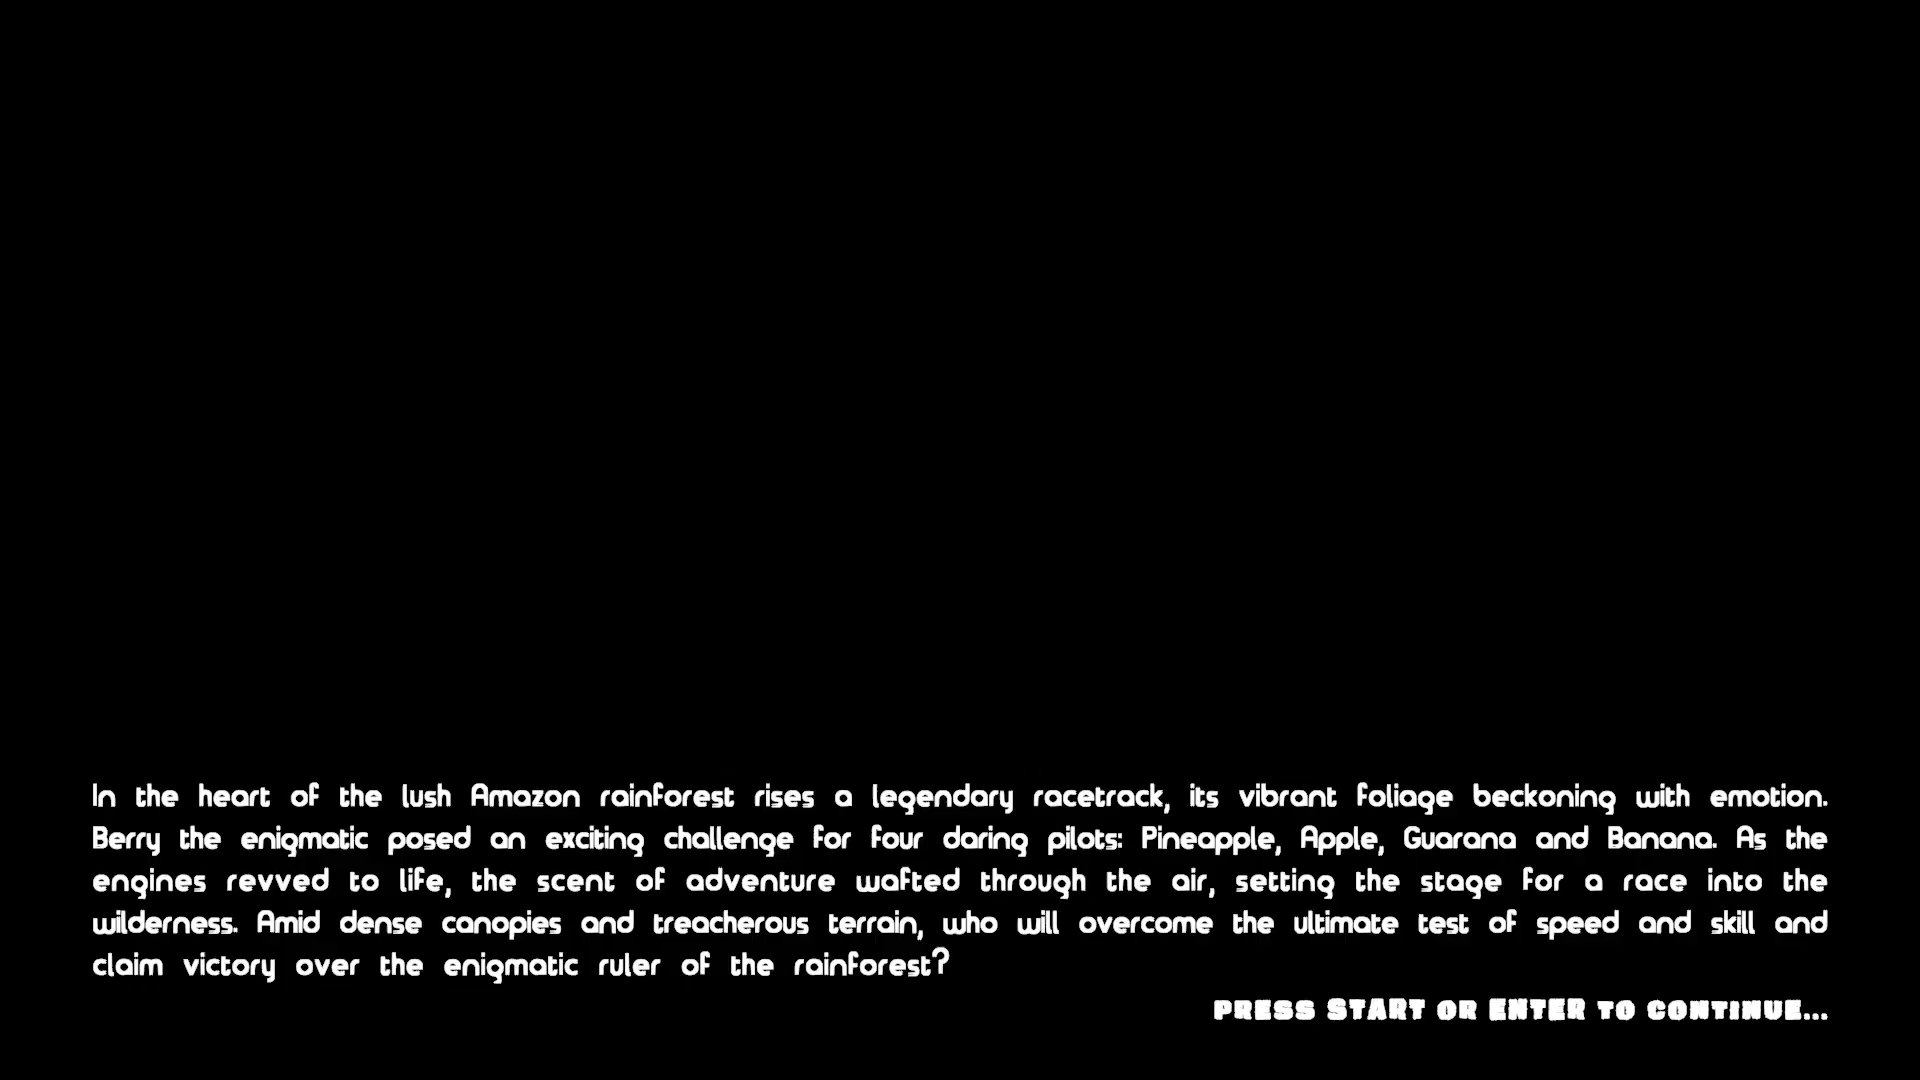 In the heart of the lush Amazon rainforest rises a legendary racetrack, its vibrant foliage beckoning with emotion.
Berry the enigmatic posed an exciting challenge for four daring pilots: Pineapple, Apple, Guarana and Banana. As the
engines revved to life, the scent of adventure wafted through the air, setting the stage for a race into the
wilderness. Amid dense canopies and treacherous terrain, who will overcome the ultimate test of speed and skill and
claim victory over the enigmatic ruler of the rainforest?
PRESS START OR ENTER TO CONTINUE...